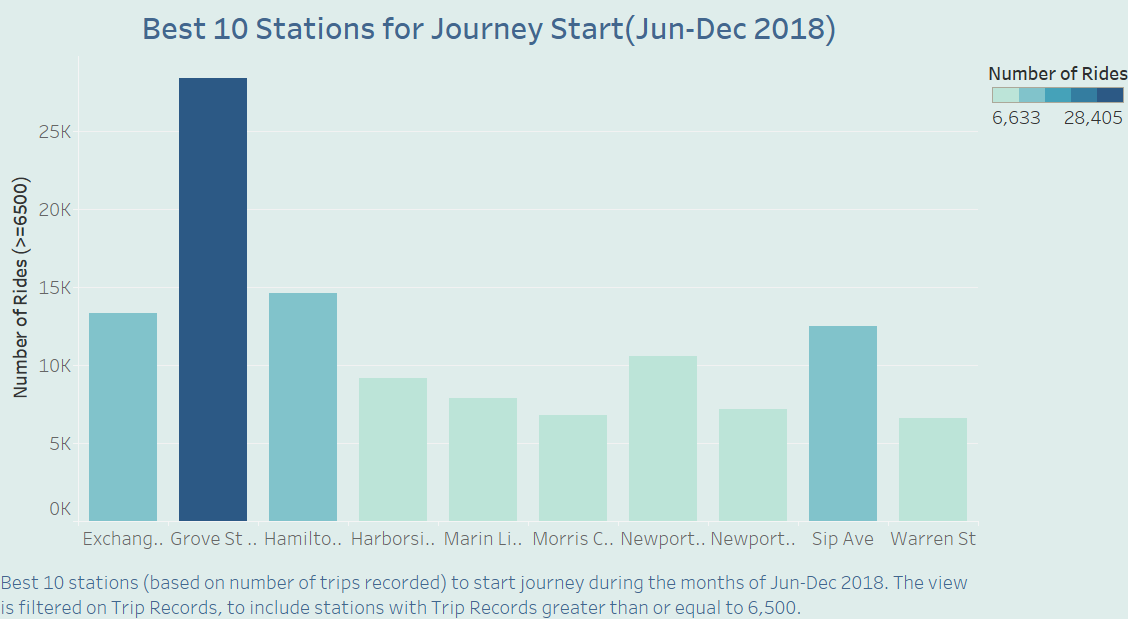 Best 10 Stations for Journey Start(Jun-Dec 2018)
Number of Rides
6,633 28,405
Number of Rides (>=6500)
25K
20K
15K
10K
5K
0K
Exchang.. Grove St .. Hamilto.. Harborsi.. Marin Li.. Morris C.. Newport.. Newport.. Sip Ave Warren St
Best 10 stations (based on number of trips recorded) to start journey during the months of Jun-Dec 2018. The view
is filtered on Trip Records, to include stations with Trip Records greater than or equal to 6,500.